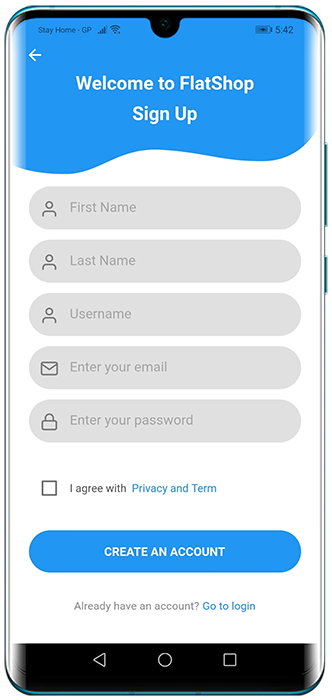 Stay Home - GP 5:42
Welcome to FlatShop
Sign Up
First Name
Last Name
Username
Enter your email
Enter your password
I agree with Privacy and Term
CREATE AN ACCOUNT
Already have an account? Go to login